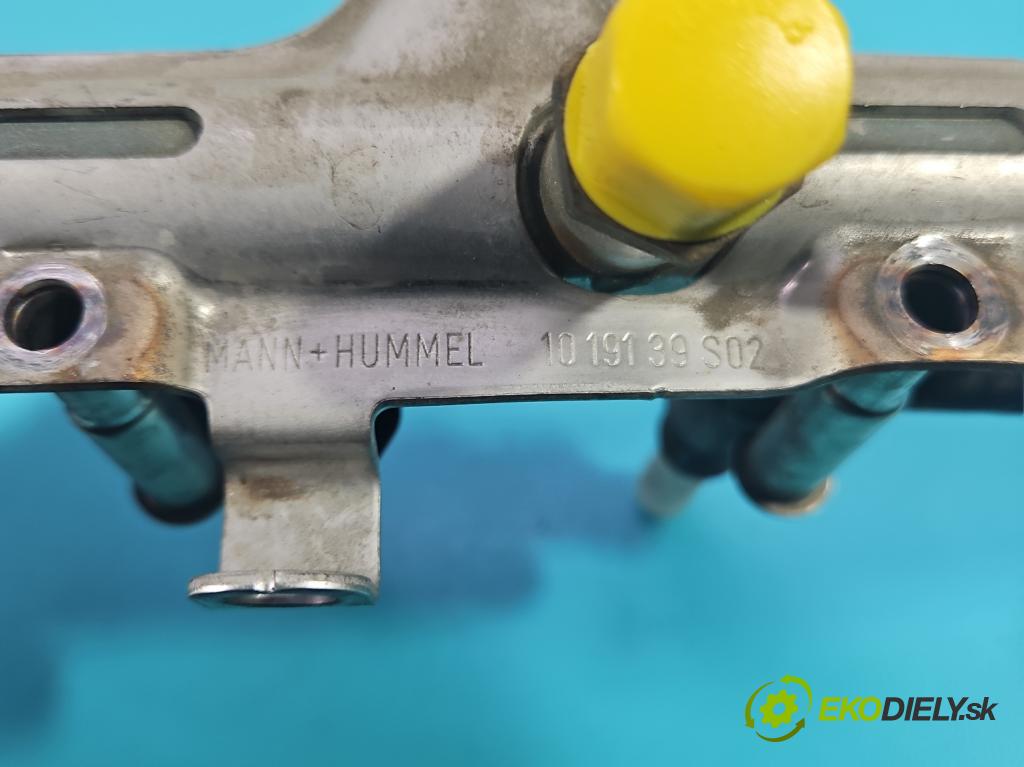 MANN+HUMMEL 10 191 39 S02
EKODIELY.sk